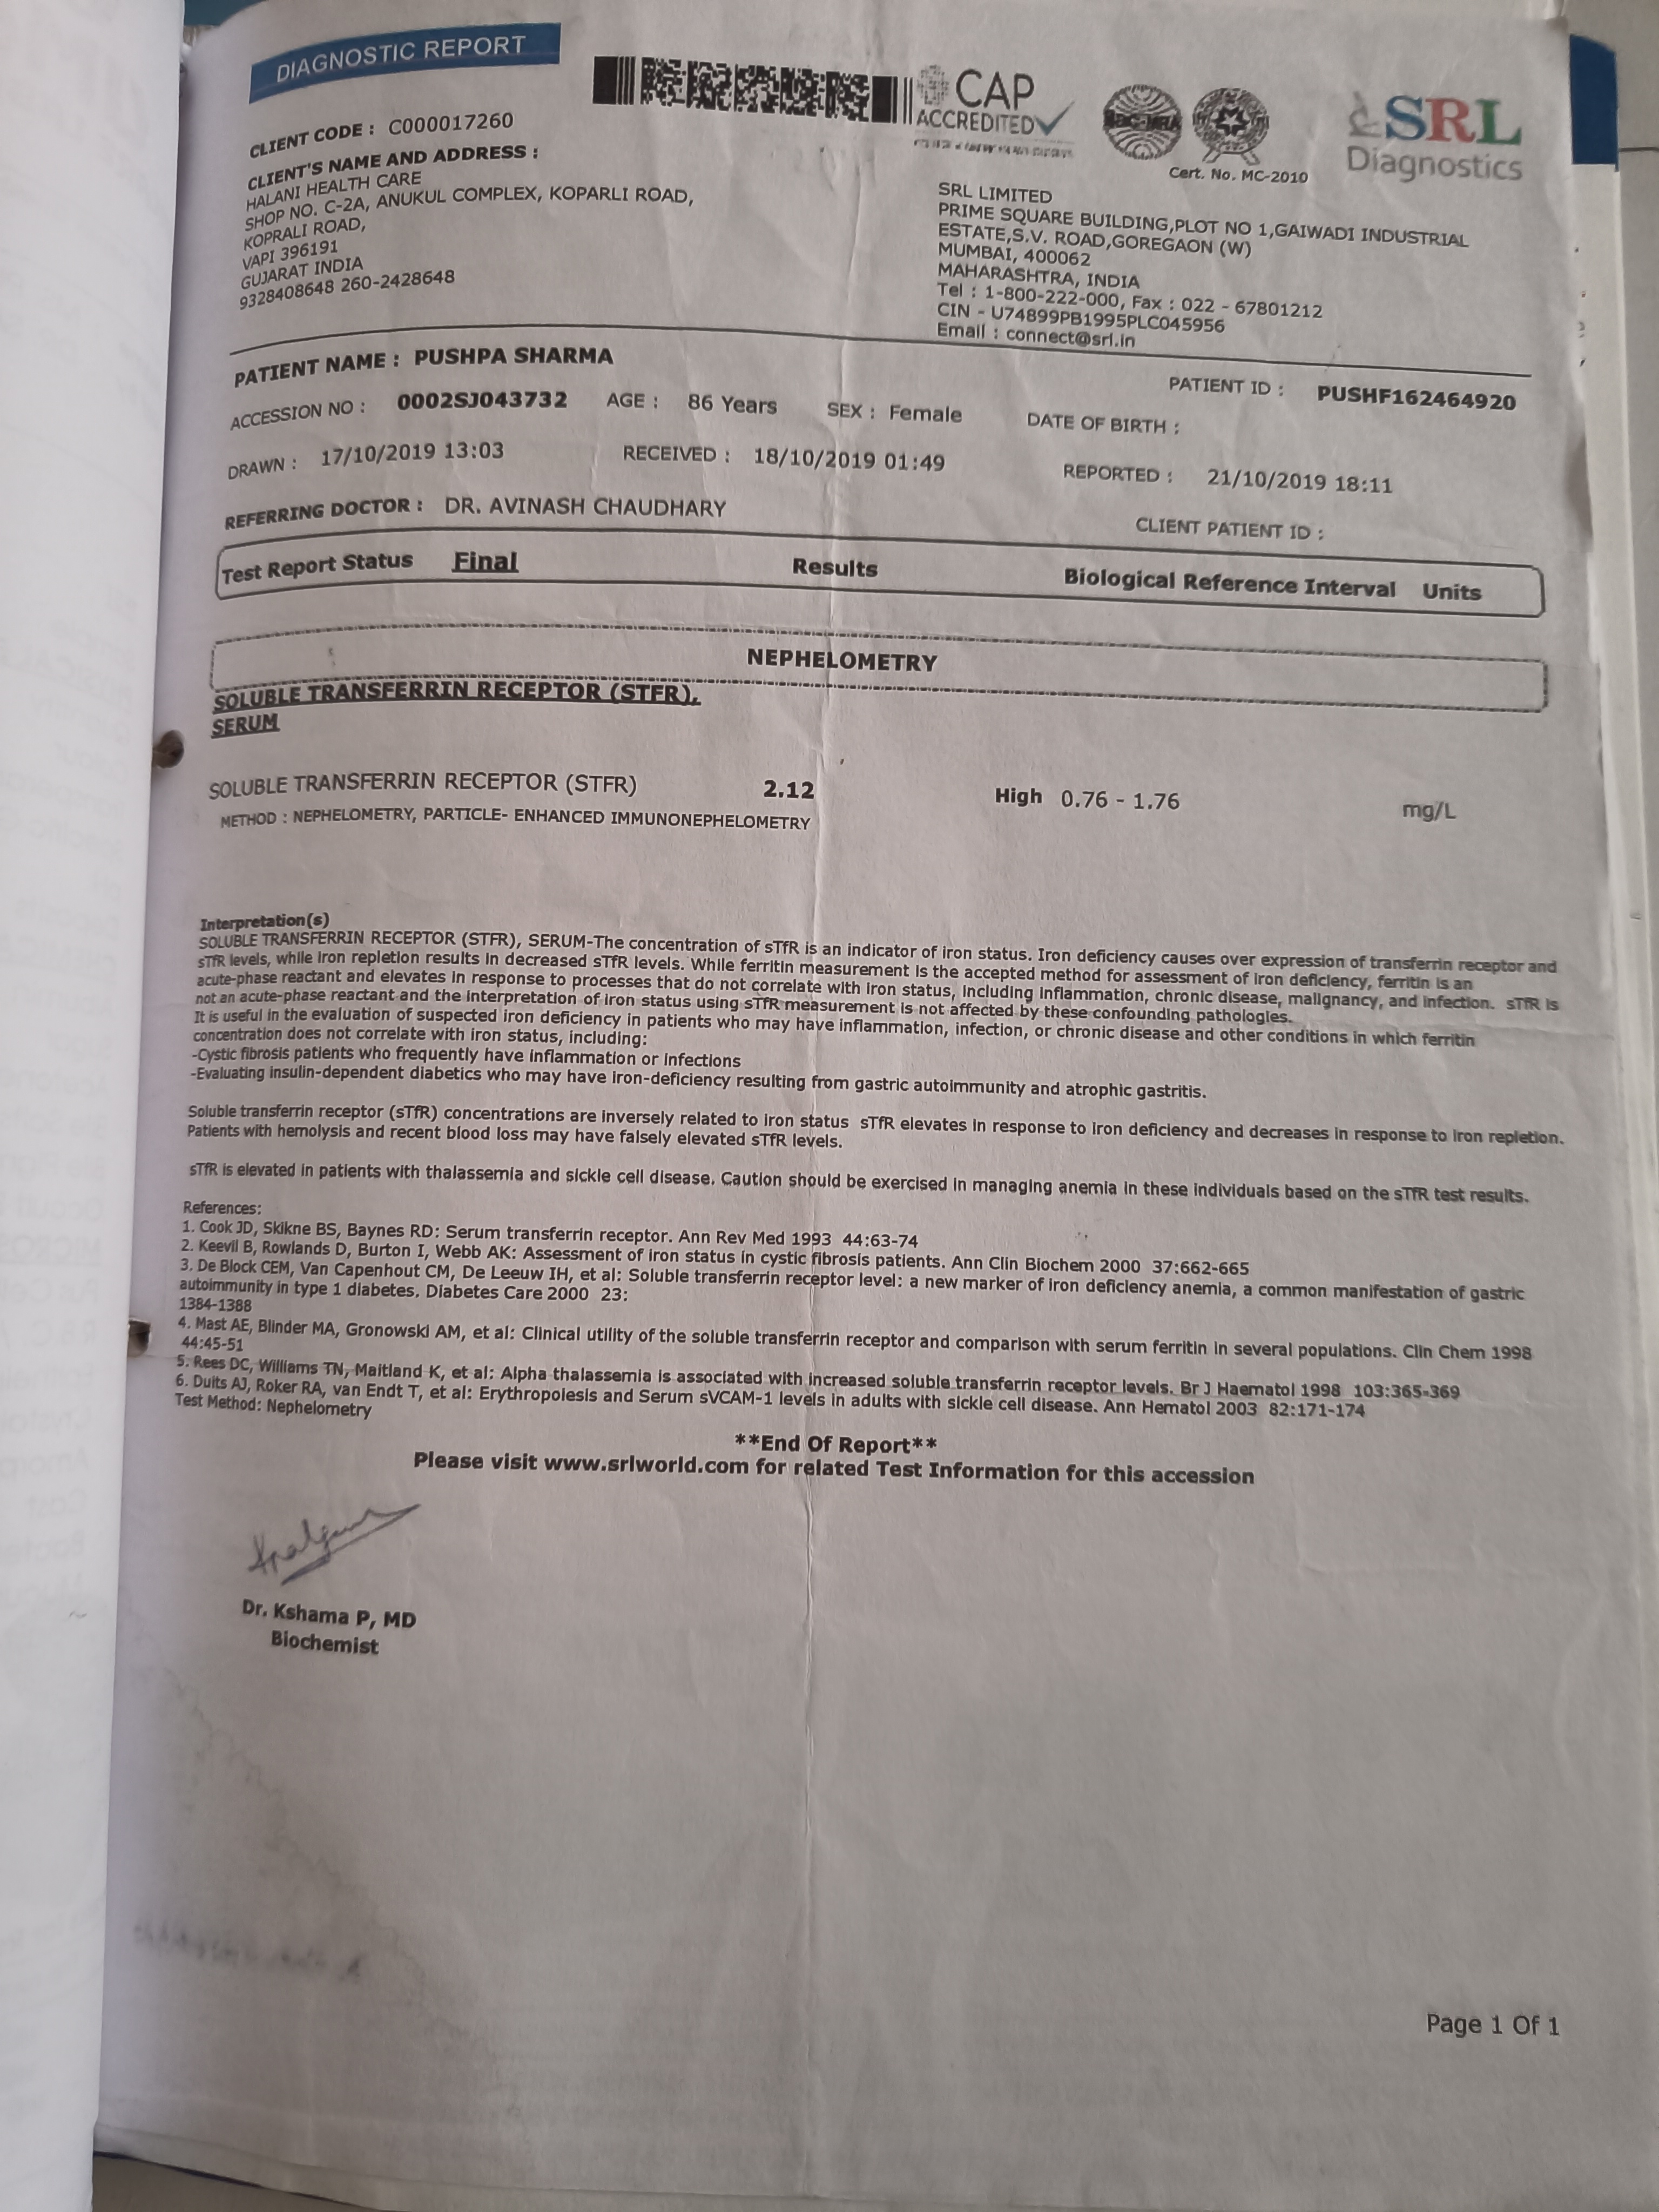 DIAGNOSTIC REPORT
CAP
ACCREDITED
SRL
Diagnostics
Cert. No. MC-2010
CLIENT CODE : C000017260
CLIENT'S NAME AND ADDRESS :
HALANI HEALTH CARE
SHOP NO. C-2A, ANUKUL COMPLEX, KOPARLI ROAD,
KOPRALI ROAD,
VAPI 396191
GUJARAT INDIA
9328408648 260-2428648
SRL LIMITED
PRIME SQUARE BUILDING,PLOT NO 1,GAIWADI INDUSTRIAL
ESTATE,S.V. ROAD,GOREGAON (W)
MUMBAI, 400062
MAHARASHTRA, INDIA
Tel : 1-800-222-000, Fax : 022 - 67801212
CIN - U74899PB1995PLC045956
Email : connect@srl.in
PATIENT NAME : PUSHPA SHARMA
PATIENT ID : PUSHF162464920
ACCESSION NO : 0002SJ043732 AGE : 86 Years SEX : Female DATE OF BIRTH :
DRAWN : 17/10/2019 13:03 RECEIVED : 18/10/2019 01:49 REPORTED : 21/10/2019 18:11
REFERRING DOCTOR : DR. AVINASH CHAUDHARY CLIENT PATIENT ID :
Test Report Status Final Results Biological Reference Interval Units
NEPHELOMETRY
SOLUBLE TRANSFERRIN RECEPTOR (STFR),
SERUM
SOLUBLE TRANSFERRIN RECEPTOR (STFR) 2.12 High 0.76 - 1.76 mg/L
METHOD : NEPHELOMETRY, PARTICLE- ENHANCED IMMUNONEPHELOMETRY
Interpretation(s)
SOLUBLE TRANSFERRIN RECEPTOR (STFR), SERUM-The concentration of sTfR is an indicator of iron status. Iron deficiency causes over expression of transferrin receptor and
sTfR levels, while iron repletion results in decreased sTfR levels. While ferritin measurement is the accepted method for assessment of iron deficiency, ferritin is an
acute-phase reactant and elevates in response to processes that do not correlate with iron status, including inflammation, chronic disease, malignancy, and infection. sTfR is
not an acute-phase reactant and the interpretation of iron status using sTfR measurement is not affected by these confounding pathologies.
It is useful in the evaluation of suspected iron deficiency in patients who may have inflammation, infection, or chronic disease and other conditions in which ferritin
concentration does not correlate with iron status, including:
-Cystic fibrosis patients who frequently have inflammation or infections
-Evaluating insulin-dependent diabetics who may have iron-deficiency resulting from gastric autoimmunity and atrophic gastritis.
Soluble transferrin receptor (sTfR) concentrations are inversely related to iron status sTfR elevates in response to iron deficiency and decreases in response to iron repletion.
Patients with hemolysis and recent blood loss may have falsely elevated sTfR levels.
sTfR is elevated in patients with thalassemia and sickle cell disease. Caution should be exercised in managing anemia in these individuals based on the sTfR test results.
References:
1. Cook JD, Skikne BS, Baynes RD: Serum transferrin receptor. Ann Rev Med 1993 44:63-74
2. Keevil B, Rowlands D, Burton I, Webb AK: Assessment of iron status in cystic fibrosis patients. Ann Clin Biochem 2000 37:662-665
3. De Block CEM, Van Capenhout CM, De Leeuw IH, et al: Soluble transferrin receptor level: a new marker of iron deficiency anemia, a common manifestation of gastric
autoimmunity in type 1 diabetes. Diabetes Care 2000 23:
1384-1388
4. Mast AE, Blinder MA, Gronowski AM, et al: Clinical utility of the soluble transferrin receptor and comparison with serum ferritin in several populations. Clin Chem 1998
44:45-51
5. Rees DC, Williams TN, Maitland K, et al: Alpha thalassemia is associated with increased soluble transferrin receptor levels. Br J Haematol 1998 103:365-369
6. Duits AJ, Roker RA, van Endt T, et al: Erythropoiesis and Serum sVCAM-1 levels in adults with sickle cell disease. Ann Hematol 2003 82:171-174
Test Method: Nephelometry
**End Of Report**
Please visit www.srlworld.com for related Test Information for this accession
Dr. Kshama P, MD
Biochemist
Page 1 Of 1